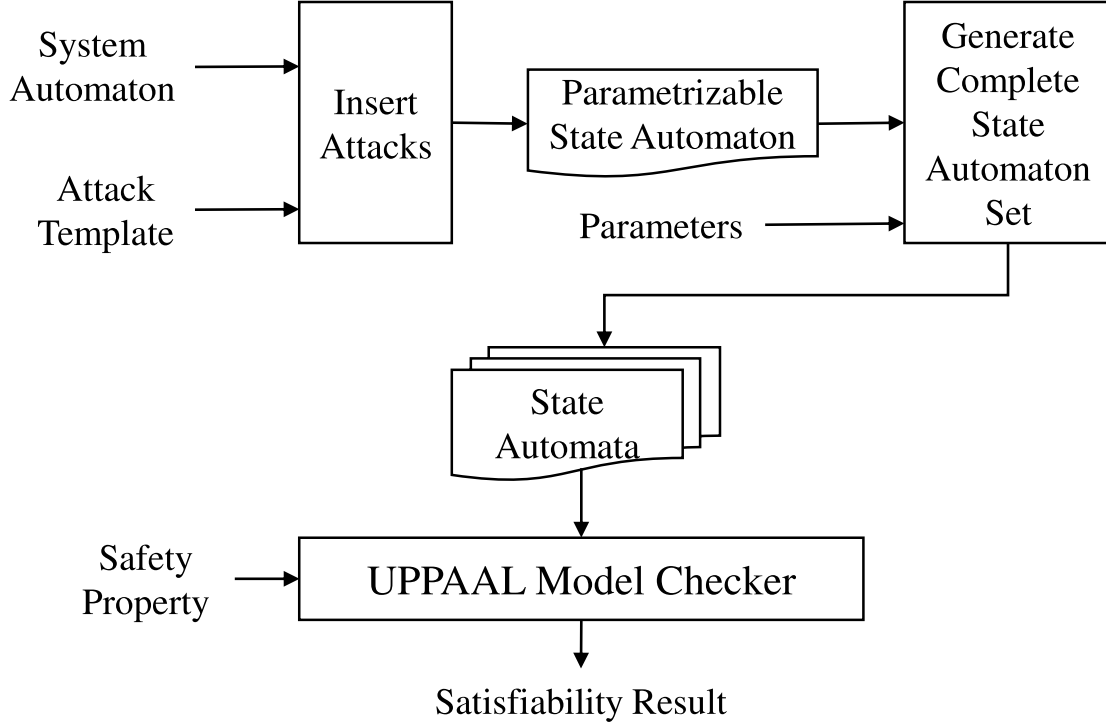 System
Automaton
Attack
Template
Insert
Attacks
Parametrizable
State Automaton
Parameters
Generate
Complete
State
Automaton
Set
State
Automata
Safety
Property
UPPAAL Model Checker
Satisfiability Result